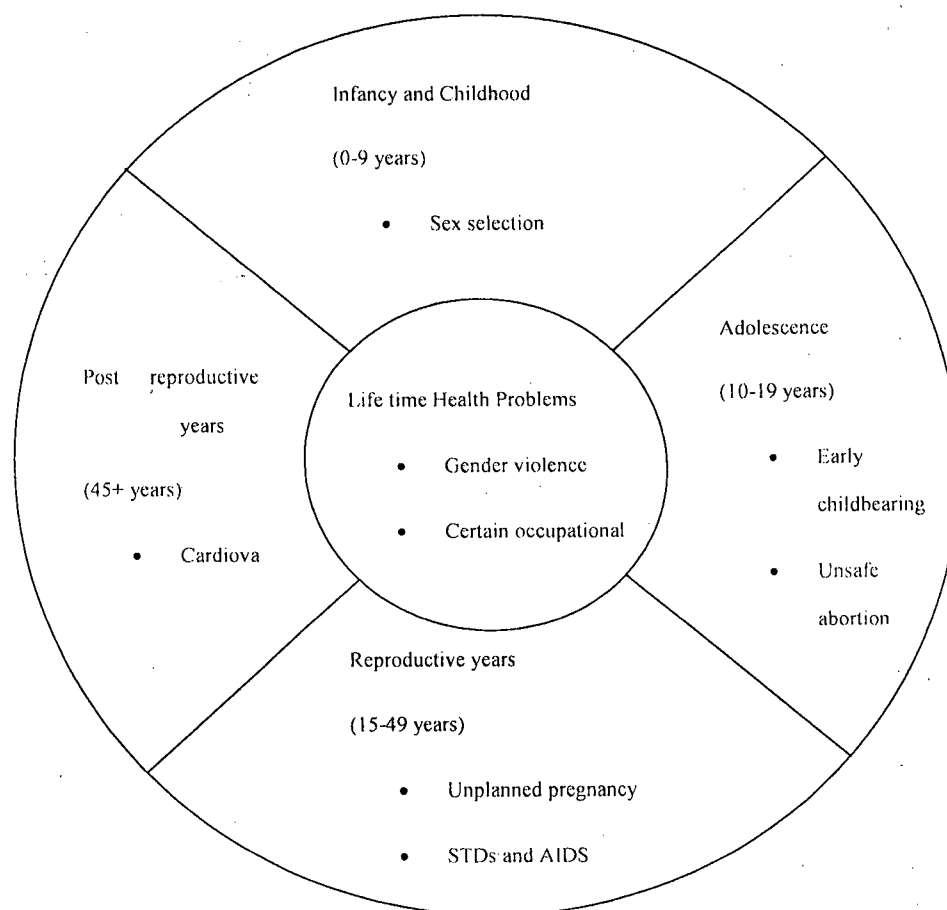 Infancy and Childhood
(0-9 years)
• Sex selection
Adolescence
(10-19 years)
• Early
childbearing
• Unsafe
abortion
Life time Health Problems
• Gender violence
• Certain occupational
Post reproductive
years
(45+ years)
• Cardiova
Reproductive years
(15-49 years)
• Unplanned pregnancy
• STDs and AIDS